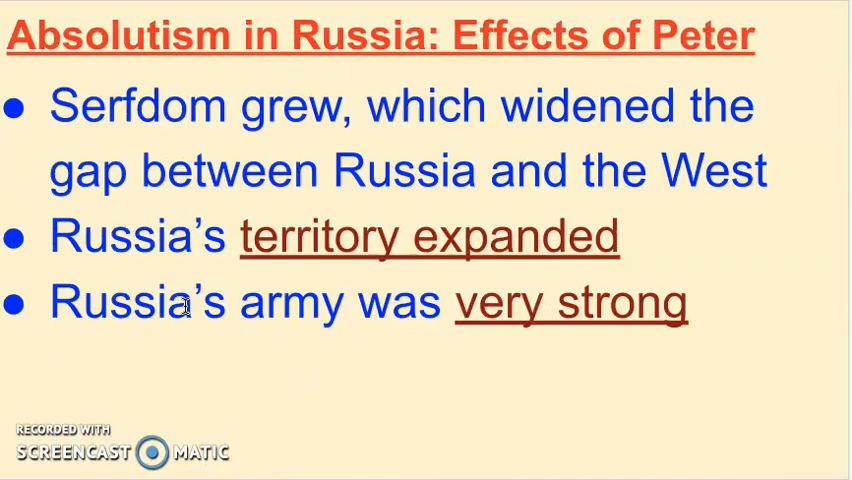 Absolutism in Russia: Effects of Peter
● Serfdom grew, which widened the
gap between Russia and the West
● Russia’s territory expanded
● Russia’s army was very strong
RECORDED WITH
SCREENCAST MATIC